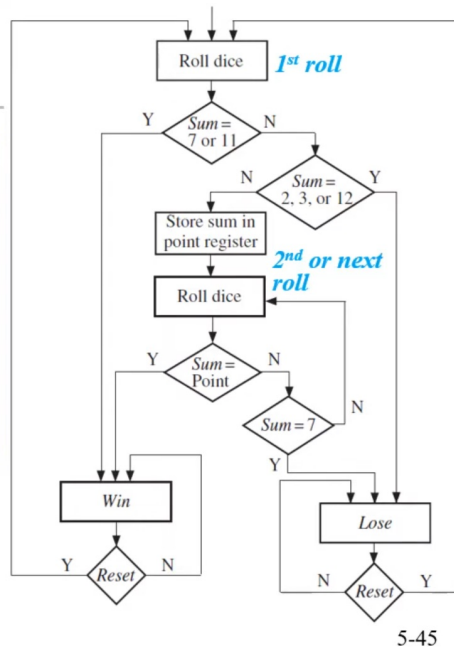 Roll dice
1st roll
Y
Sum =
7 or 11
N
N
Sum =
2, 3, or 12
Y
Store sum in
point register
2nd or next
roll
Roll dice
Y
Sum =
Point
N
Sum = 7
N
Y
Win
Lose
Y
Reset
N
N
Reset
Y
5-45